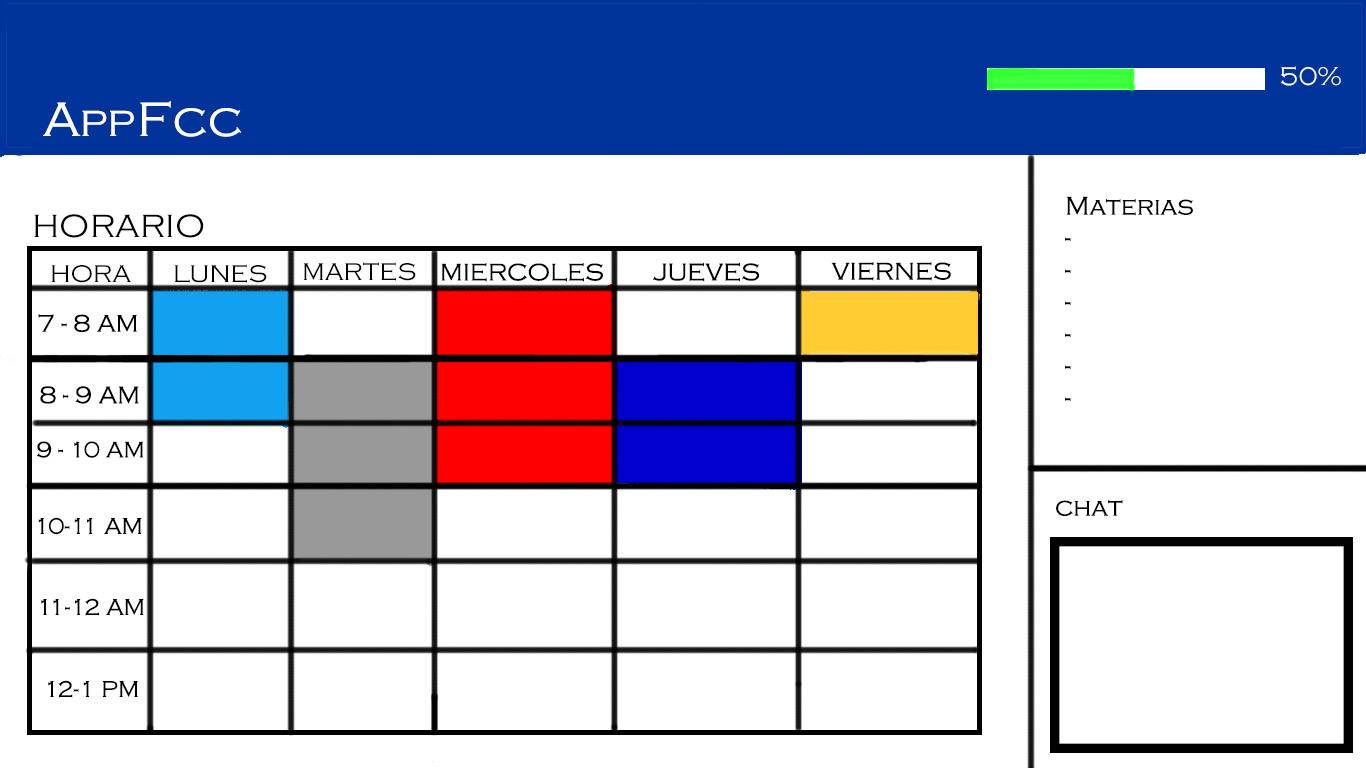 50%
AppFcc
HORARIO
HORA LUNES MARTES MIERCOLES JUEVES VIERNES
7 - 8 AM
8 - 9 AM
9 - 10 AM
10-11 AM
11-12 AM
12-1 PM
Materias
-
-
-
-
-
-
CHAT